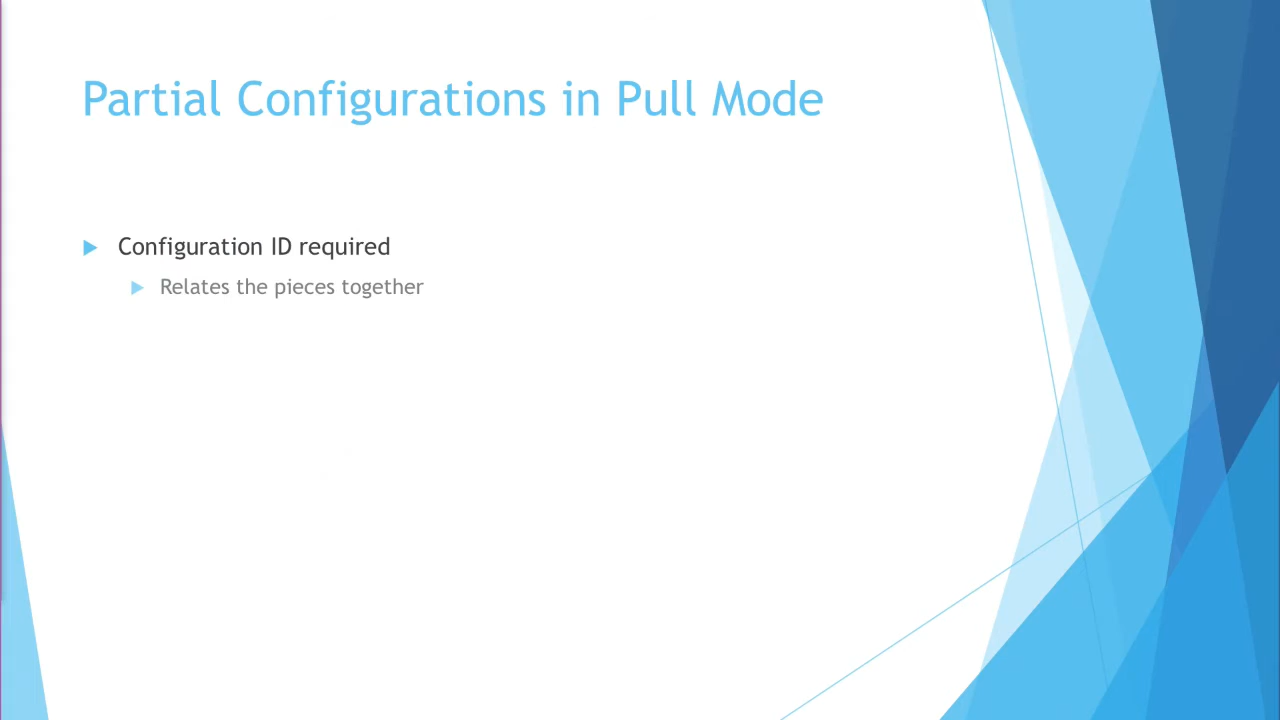 Partial Configurations in Pull Mode
Configuration ID required
Relates the pieces together